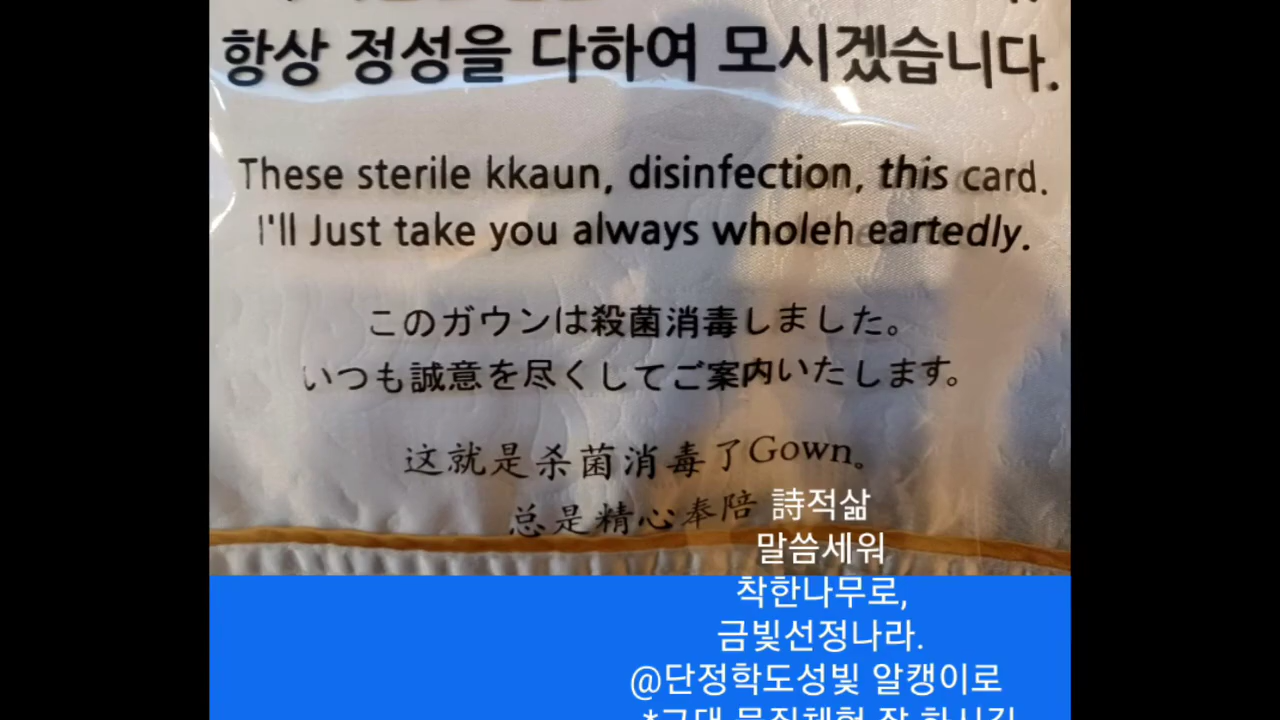 항상 정성을 다하여 모시겠습니다.
These sterile kkaun, disinfection, this card.
I'll Just take you always wholeh eartedly.
このガウンは殺菌消毒しました。
いつも誠意を尽くしてご案内いたします。
这就是杀菌消毒了Gown。
总是精心奉陪
詩적삶
말씀세워
착한나무로,
금빛선정나라.
@단정학도성빛 알캥이로